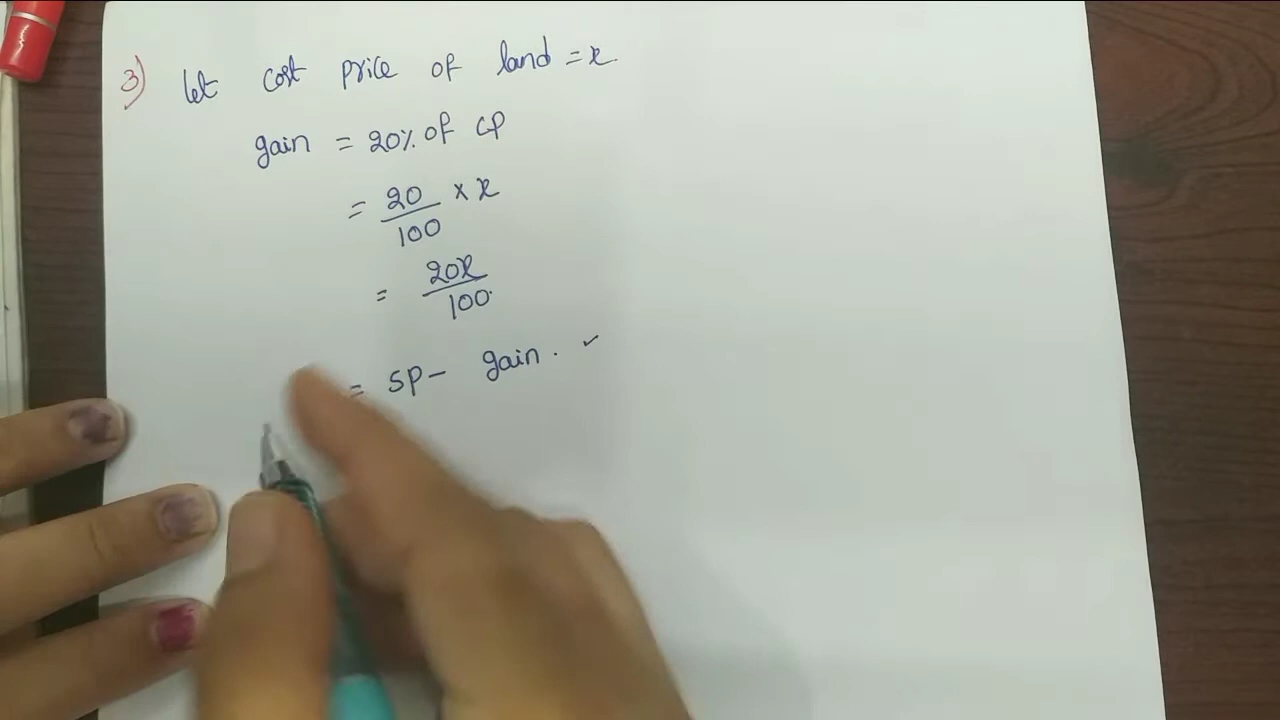 3) let cost price of land = x.
gain = 20% of CP
= 20/100 × x
= 20x/100.
= SP - gain. ✓